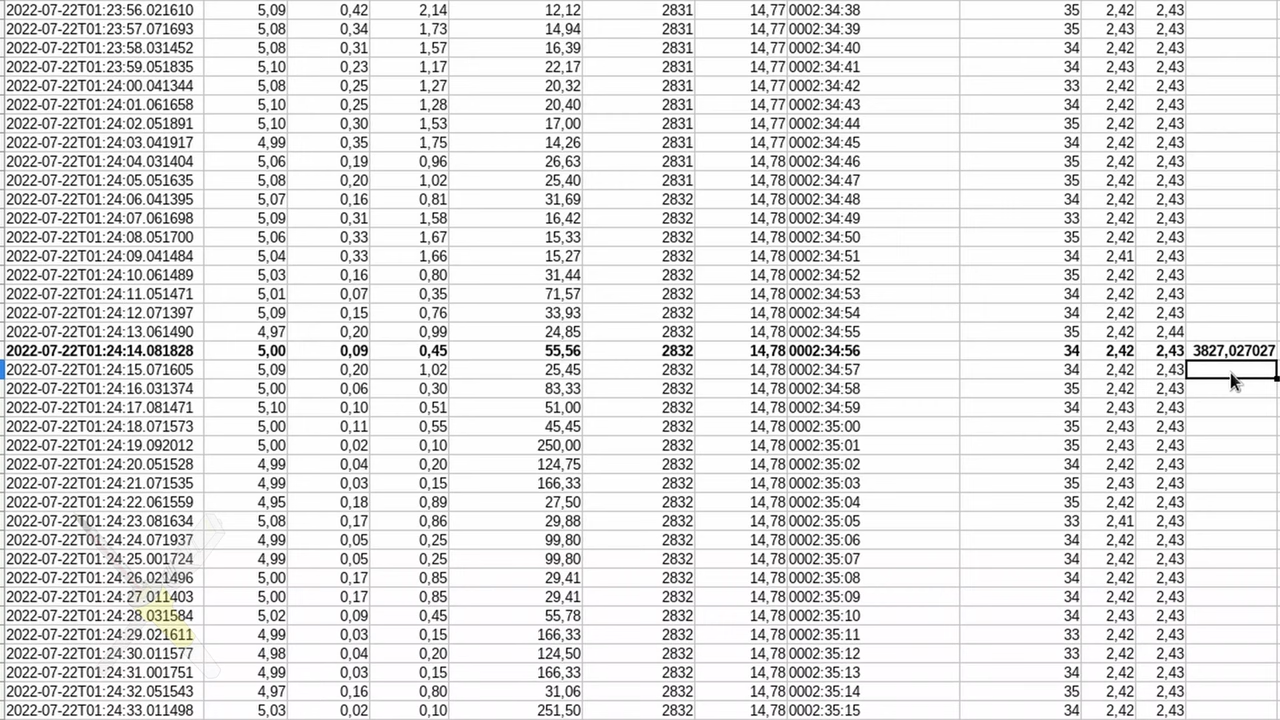 2022-07-22T01:23:56.021610 5,09 0,42 2,14 12,12 2831 14,77 0002:34:38 35 2,42 2,43
2022-07-22T01:23:57.071693 5,08 0,34 1,73 14,94 2831 14,77 0002:34:39 35 2,43 2,43
2022-07-22T01:23:58.031452 5,08 0,31 1,57 16,39 2831 14,77 0002:34:40 34 2,42 2,43
2022-07-22T01:23:59.051835 5,10 0,23 1,17 22,17 2831 14,77 0002:34:41 34 2,43 2,43
2022-07-22T01:24:00.041344 5,08 0,25 1,27 20,32 2831 14,77 0002:34:42 33 2,42 2,43
2022-07-22T01:24:01.061658 5,10 0,25 1,28 20,40 2831 14,77 0002:34:43 34 2,42 2,43
2022-07-22T01:24:02.051891 5,10 0,30 1,53 17,00 2831 14,77 0002:34:44 35 2,42 2,43
2022-07-22T01:24:03.041917 4,99 0,35 1,75 14,26 2831 14,77 0002:34:45 34 2,42 2,43
2022-07-22T01:24:04.031404 5,06 0,19 0,96 26,63 2831 14,78 0002:34:46 35 2,42 2,43
2022-07-22T01:24:05.051635 5,08 0,20 1,02 25,40 2831 14,78 0002:34:47 35 2,42 2,43
2022-07-22T01:24:06.041395 5,07 0,16 0,81 31,69 2832 14,78 0002:34:48 34 2,42 2,43
2022-07-22T01:24:07.061698 5,09 0,31 1,58 16,42 2832 14,78 0002:34:49 33 2,42 2,43
2022-07-22T01:24:08.051700 5,06 0,33 1,67 15,33 2832 14,78 0002:34:50 35 2,42 2,43
2022-07-22T01:24:09.041484 5,04 0,33 1,66 15,27 2832 14,78 0002:34:51 34 2,41 2,43
2022-07-22T01:24:10.061489 5,03 0,16 0,80 31,44 2832 14,78 0002:34:52 35 2,42 2,43
2022-07-22T01:24:11.051471 5,01 0,07 0,35 71,57 2832 14,78 0002:34:53 34 2,42 2,43
2022-07-22T01:24:12.071397 5,09 0,15 0,76 33,93 2832 14,78 0002:34:54 34 2,42 2,43
2022-07-22T01:24:13.061490 4,97 0,20 0,99 24,85 2832 14,78 0002:34:55 35 2,42 2,44
2022-07-22T01:24:14.081828 5,00 0,09 0,45 55,56 2832 14,78 0002:34:56 34 2,42 2,43 3827,027027
2022-07-22T01:24:15.071605 5,09 0,20 1,02 25,45 2832 14,78 0002:34:57 34 2,42 2,43
2022-07-22T01:24:16.031374 5,00 0,06 0,30 83,33 2832 14,78 0002:34:58 35 2,42 2,43
2022-07-22T01:24:17.081471 5,10 0,10 0,51 51,00 2832 14,78 0002:34:59 34 2,43 2,43
2022-07-22T01:24:18.071573 5,00 0,11 0,55 45,45 2832 14,78 0002:35:00 35 2,43 2,43
2022-07-22T01:24:19.092012 5,00 0,02 0,10 250,00 2832 14,78 0002:35:01 35 2,43 2,43
2022-07-22T01:24:20.051528 4,99 0,04 0,20 124,75 2832 14,78 0002:35:02 34 2,42 2,43
2022-07-22T01:24:21.071535 4,99 0,03 0,15 166,33 2832 14,78 0002:35:03 35 2,42 2,43
2022-07-22T01:24:22.061559 4,95 0,18 0,89 27,50 2832 14,78 0002:35:04 35 2,42 2,43
2022-07-22T01:24:23.081634 5,08 0,17 0,86 29,88 2832 14,78 0002:35:05 33 2,41 2,43
2022-07-22T01:24:24.071937 4,99 0,05 0,25 99,80 2832 14,78 0002:35:06 34 2,42 2,43
2022-07-22T01:24:25.001724 4,99 0,05 0,25 99,80 2832 14,78 0002:35:07 34 2,42 2,43
2022-07-22T01:24:26.021496 5,00 0,17 0,85 29,41 2832 14,78 0002:35:08 34 2,42 2,43
2022-07-22T01:24:27.011403 5,00 0,17 0,85 29,41 2832 14,78 0002:35:09 34 2,42 2,43
2022-07-22T01:24:28.031584 5,02 0,09 0,45 55,78 2832 14,78 0002:35:10 34 2,43 2,43
2022-07-22T01:24:29.021611 4,99 0,03 0,15 166,33 2832 14,78 0002:35:11 33 2,42 2,43
2022-07-22T01:24:30.011577 4,98 0,04 0,20 124,50 2832 14,78 0002:35:12 33 2,42 2,43
2022-07-22T01:24:31.001751 4,99 0,03 0,15 166,33 2832 14,78 0002:35:13 34 2,42 2,43
2022-07-22T01:24:32.051543 4,97 0,16 0,80 31,06 2832 14,78 0002:35:14 35 2,42 2,43
2022-07-22T01:24:33.011498 5,03 0,02 0,10 251,50 2832 14,78 0002:35:15 34 2,42 2,43